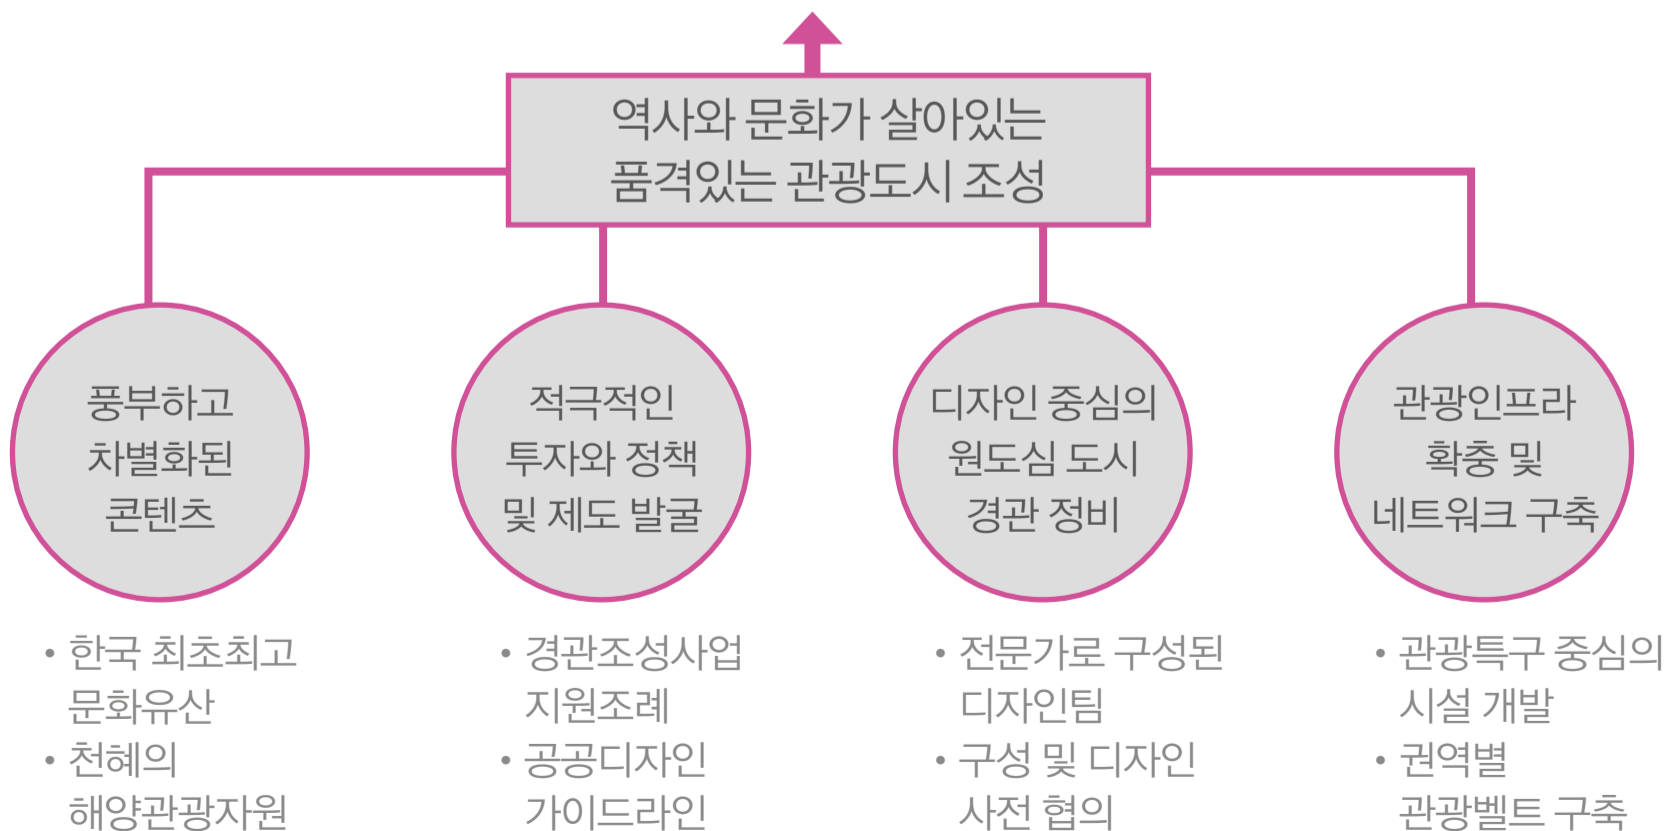 역사와 문화가 살아있는
품격있는 관광도시 조성
풍부하고
차별화된
콘텐츠
적극적인
투자와 정책
및 제도 발굴
디자인 중심의
원도심 도시
경관 정비
관광인프라
확충 및
네트워크 구축
• 한국 최초최고
문화유산
• 천혜의
해양관광자원
• 경관조성사업
지원조례
• 공공디자인
가이드라인
• 전문가로 구성된
디자인팀
• 구성 및 디자인
사전 협의
• 관광특구 중심의
시설 개발
• 권역별
관광벨트 구축